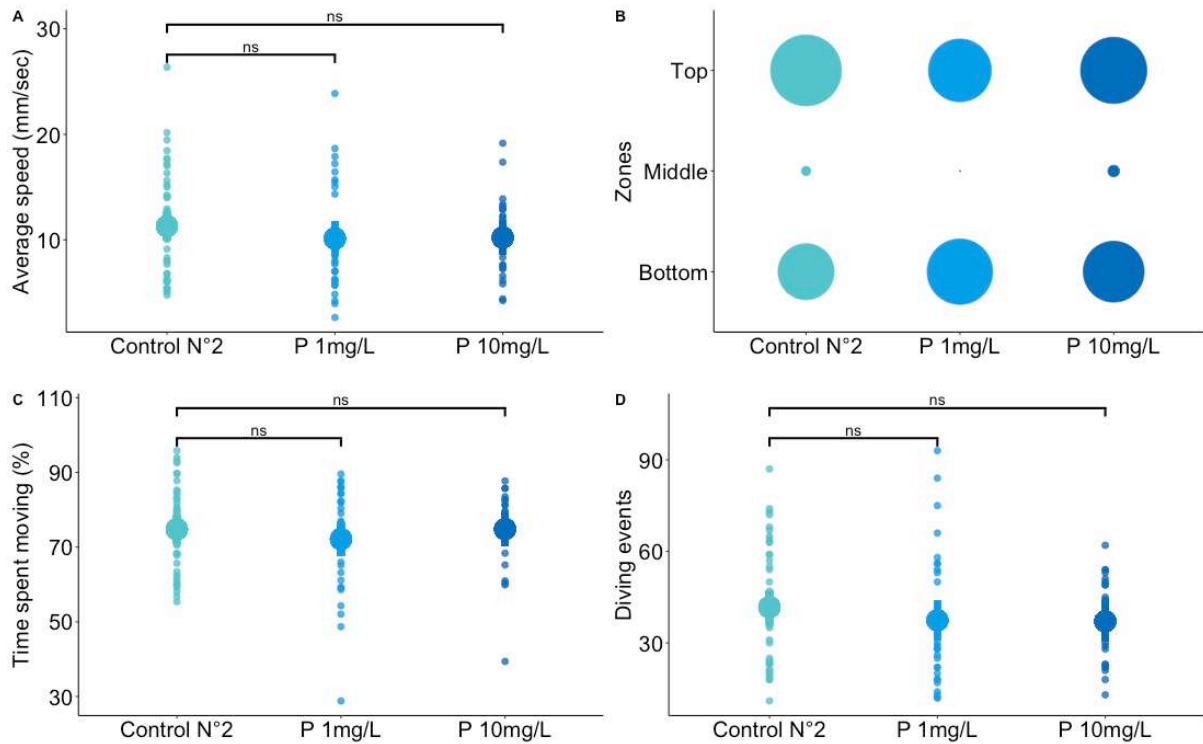 A
30
20
10
Average speed (mm/sec)
ns
ns
Control N°2
P 1mg/L
P 10mg/L
B
Zones
Top
Middle
Bottom
Control N°2
P 1mg/L
P 10mg/L
C
110
90
70
50
30
Time spent moving (%)
ns
ns
Control N°2
P 1mg/L
P 10mg/L
D
90
60
30
Diving events
ns
ns
Control N°2
P 1mg/L
P 10mg/L